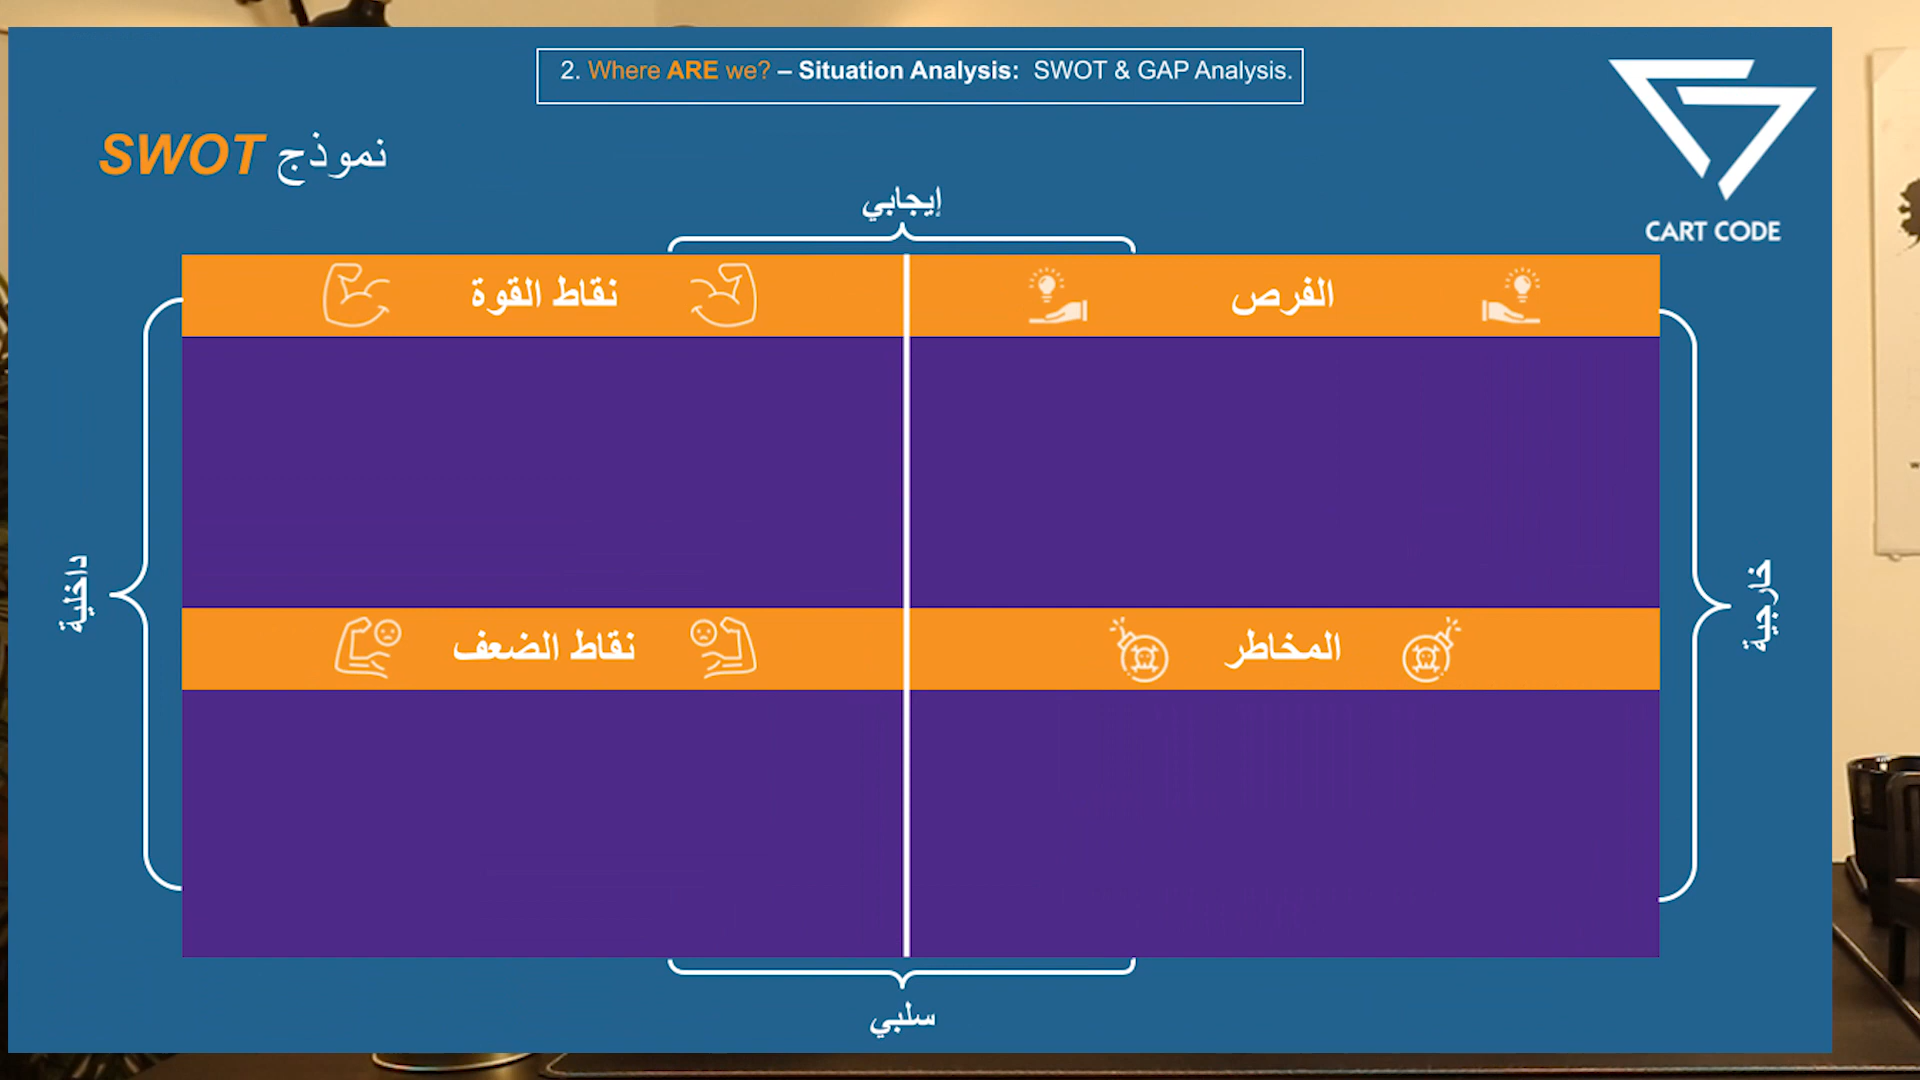 2. Where ARE we? – Situation Analysis: SWOT & GAP Analysis.
CART CODE
نموذج SWOT
إيجابي
نقاط القوة
الفرص
داخلية
خارجية
نقاط الضعف
المخاطر
سلبي